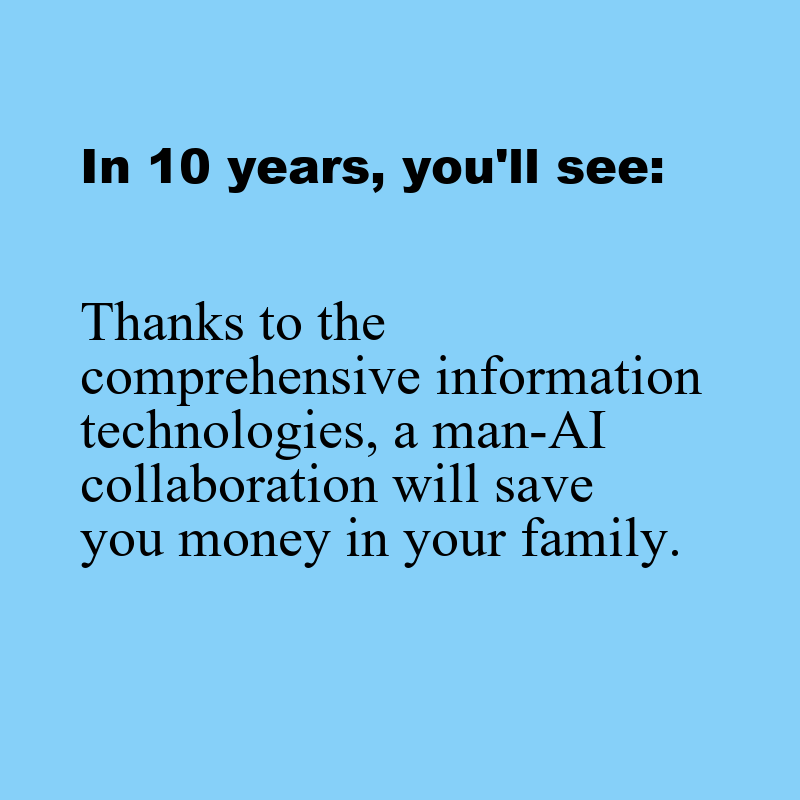 In 10 years, you'll see:
Thanks to the
comprehensive information
technologies, a man-AI
collaboration will save
you money in your family.